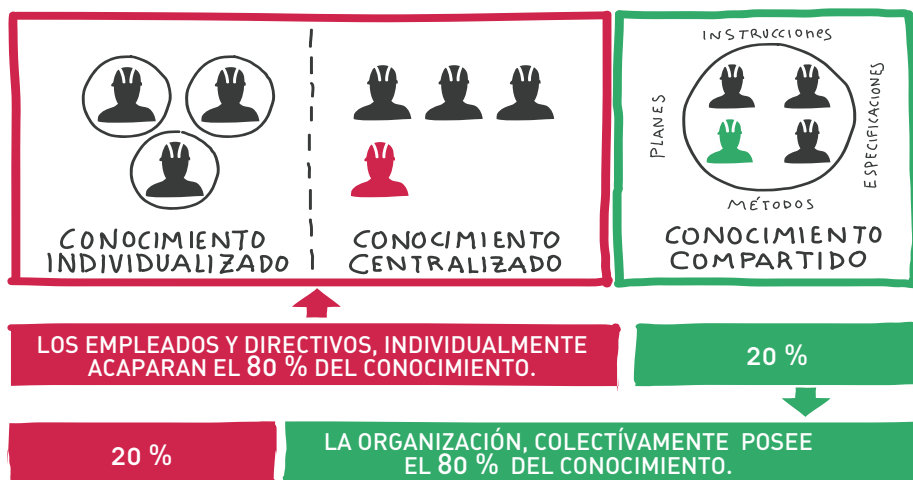 CONOCIMIENTO
INDIVIDUALIZADO
CONOCIMIENTO
CENTRALIZADO
INSTRUCCIONES
PLANES
ESPECIFICACIONES
MÉTODOS
CONOCIMIENTO
COMPARTIDO
LOS EMPLEADOS Y DIRECTIVOS, INDIVIDUALMENTE
ACAPARAN EL 80 % DEL CONOCIMIENTO.
20 %
20 %
LA ORGANIZACIÓN, COLECTÍVAMENTE POSEE
EL 80 % DEL CONOCIMIENTO.